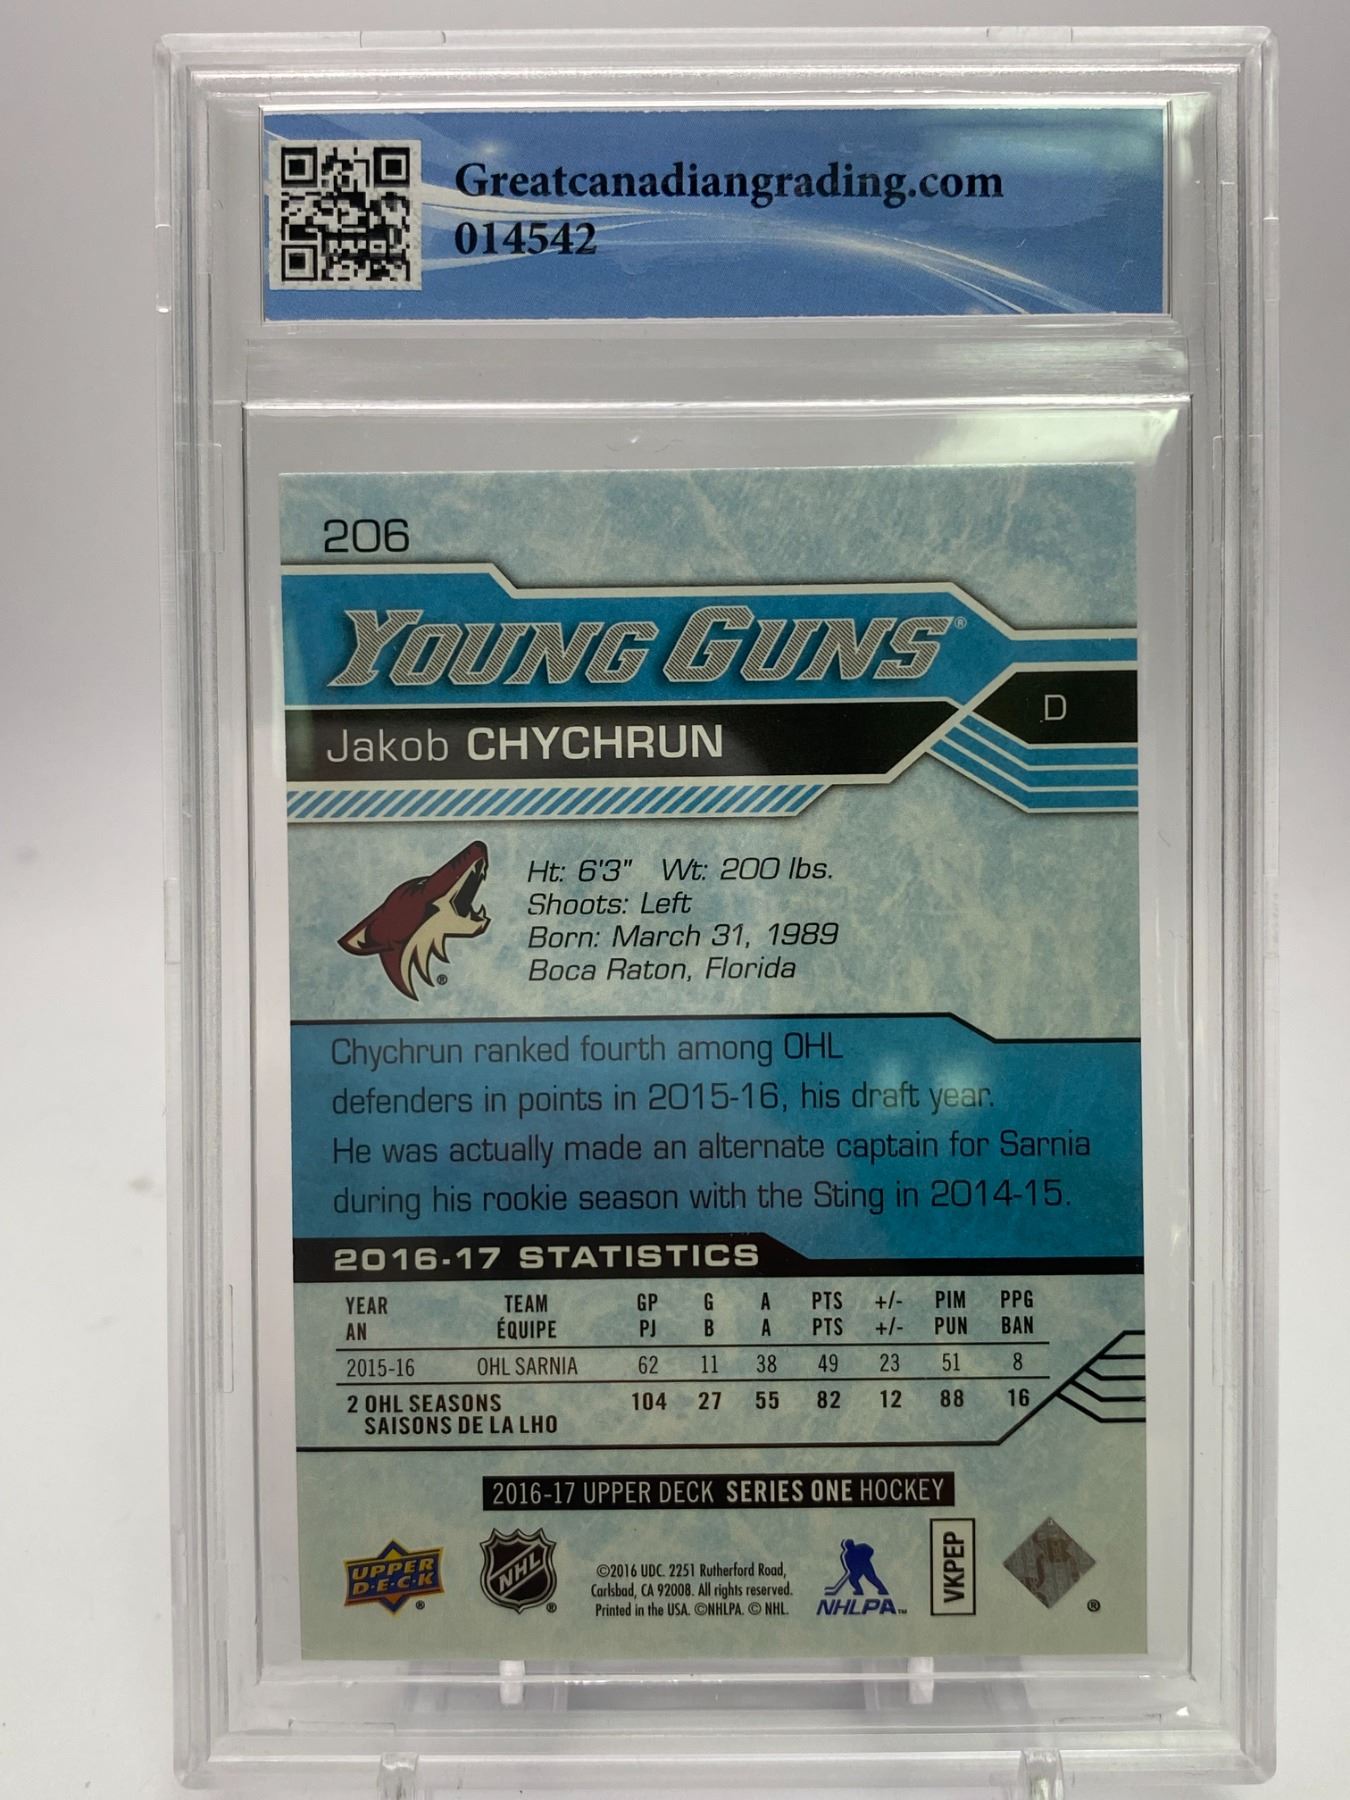 Greatcanadiangrading.com
014542
206
YOUNG GUNS®
D
Jakob CHYCHRUN
Ht: 6'3" Wt: 200 lbs.
Shoots: Left
Born: March 31, 1989
Boca Raton, Florida
®
Chychrun ranked fourth among OHL
defenders in points in 2015-16, his draft year.
He was actually made an alternate captain for Sarnia
during his rookie season with the Sting in 2014-15.
2016-17 STATISTICS
YEAR TEAM GP G A PTS +/- PIM PPG
AN ÉQUIPE PJ B A PTS +/- PUN BAN
2015-16 OHL SARNIA 62 11 38 49 23 51 8
2 OHL SEASONS 104 27 55 82 12 88 16
SAISONS DE LA LHO
2016-17 UPPER DECK SERIES ONE HOCKEY
UPPER
D·E·C·K
®
NHL
®
©2016 UDC. 2251 Rutherford Road,
Carlsbad, CA 92008. All rights reserved.
Printed in the USA. ©NHLPA. © NHL.
NHLPA™
VKPEP
®